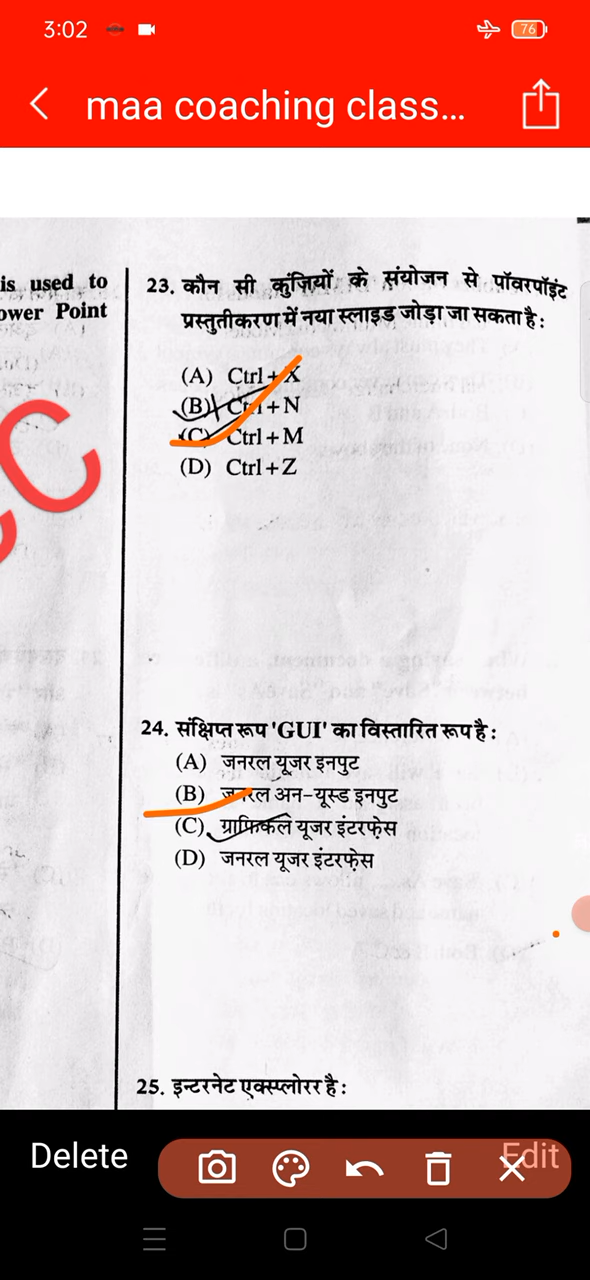 3:02
76
maa coaching class...
is used to
ower Point
23. कौन सी कुंज़ियों के संयोजन से पॉवरपॉइंट
प्रस्तुतीकरण में नया स्लाइड जोड़ा जा सकता है :
(A) Ctrl+X
(B) Ctrl+N
(C) Ctrl+M
(D) Ctrl+Z
C
24. संक्षिप्त रूप 'GUI' का विस्तारित रूप है :
(A) जनरल यूजर इनपुट
(B) जनरल अन-यूस्ड इनपुट
(C) ग्राफिकल यूजर इंटरफ़ेस
(D) जनरल यूजर इंटरफ़ेस
25. इन्टरनेट एक्स्प्लोरर है :
Delete
Edit